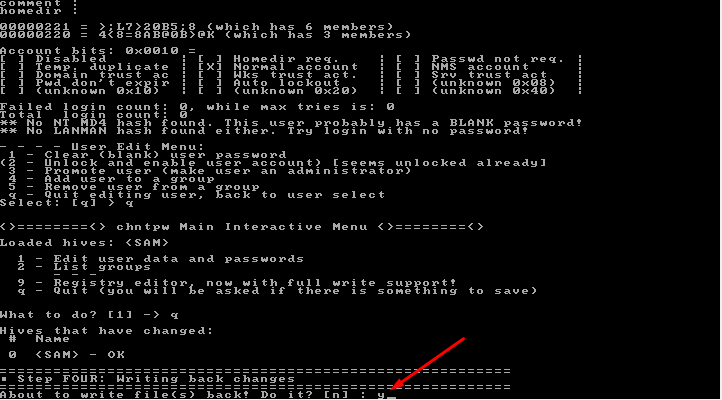 comment :
homedir :
00000221 = >;L7>20B5;8 (which has 6 members)
00000220 = 4<8=8AB@0B>@K (which has 3 members)
Account bits: 0x0010 =
[ ] Disabled | [ ] Homedir req. | [ ] Passwd not req. |
[ ] Temp. duplicate | [X] Normal account | [ ] NMS account |
[ ] Domain trust ac | [ ] Wks trust act. | [ ] Srv trust act |
[ ] Pwd don't expir | [ ] Auto lockout | [ ] (unknown 0x08) |
[ ] (unknown 0x10) | [ ] (unknown 0x20) | [ ] (unknown 0x40) |
Failed login count: 0, while max tries is: 0
Total login count: 0
** No NT MD4 hash found. This user probably has a BLANK password!
** No LANMAN hash found either. Try login with no password!
- - - - User Edit Menu:
1 - Clear (blank) user password
(2 - Unlock and enable user account) [seems unlocked already]
3 - Promote user (make user an administrator)
4 - Add user to a group
5 - Remove user from a group
q - Quit editing user, back to user select
Select: [q] > q
<>========<> chntpw Main Interactive Menu <>========<>
Loaded hives: <SAM>
1 - Edit user data and passwords
2 - List groups
- - -
9 - Registry editor, now with full write support!
q - Quit (you will be asked if there is something to save)
What to do? [1] -> q
Hives that have changed:
# Name
0 <SAM> - OK
=========================================================
▪ Step FOUR: Writing back changes
=========================================================
About to write file(s) back! Do it? [n] : y_